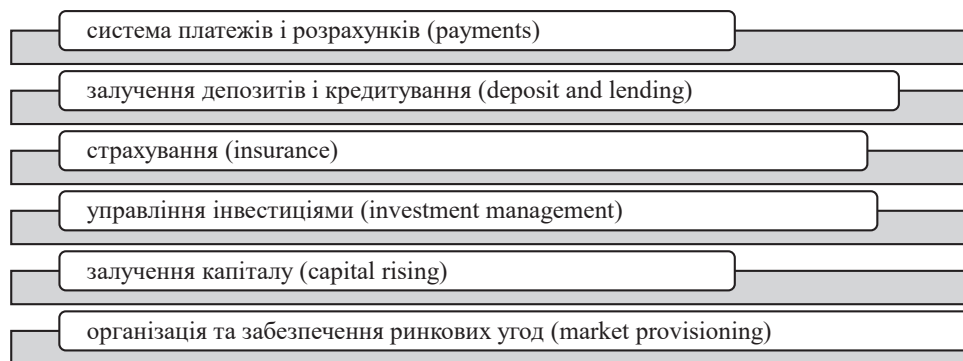 система платежів і розрахунків (payments)
залучення депозитів і кредитування (deposit and lending)
страхування (insurance)
управління інвестиціями (investment management)
залучення капіталу (capital rising)
організація та забезпечення ринкових угод (market provisioning)